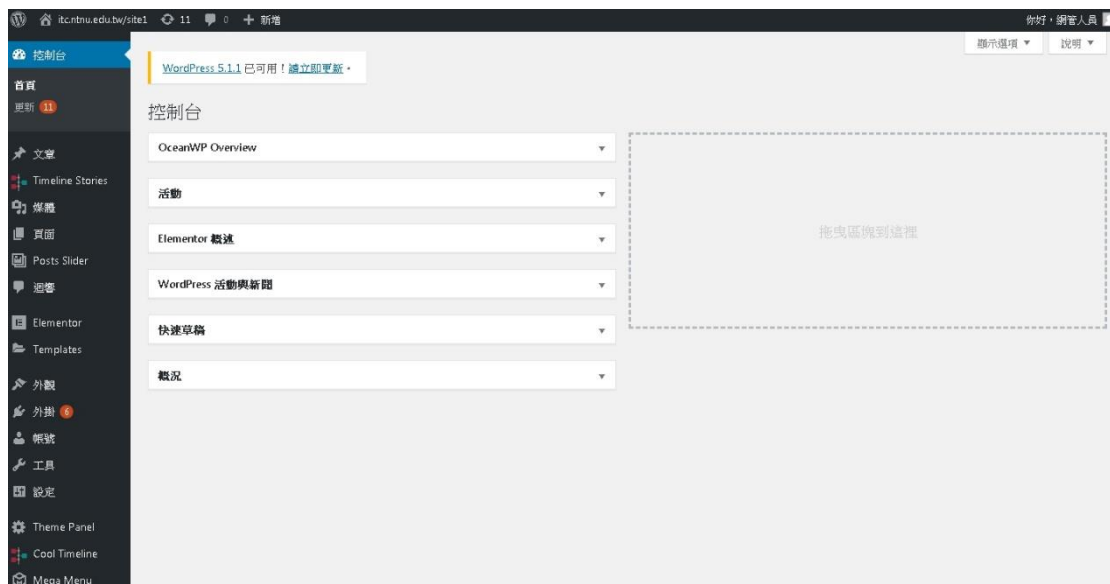 itc.ntnu.edu.tw/site1 11 0 新增 你好，網管人員
控制台
首頁
更新 11
文章
Timeline Stories
媒體
頁面
Posts Slider
迴響
Elementor
Templates
外觀
外掛 6
帳號
工具
設定
Theme Panel
Cool Timeline
Mega Menu
顯示選項 說明
WordPress 5.1.1 已可用！請立即更新。
控制台
OceanWP Overview
活動
Elementor 概述
WordPress 活動與新聞
快速草稿
概況
拖曳區塊到這裡